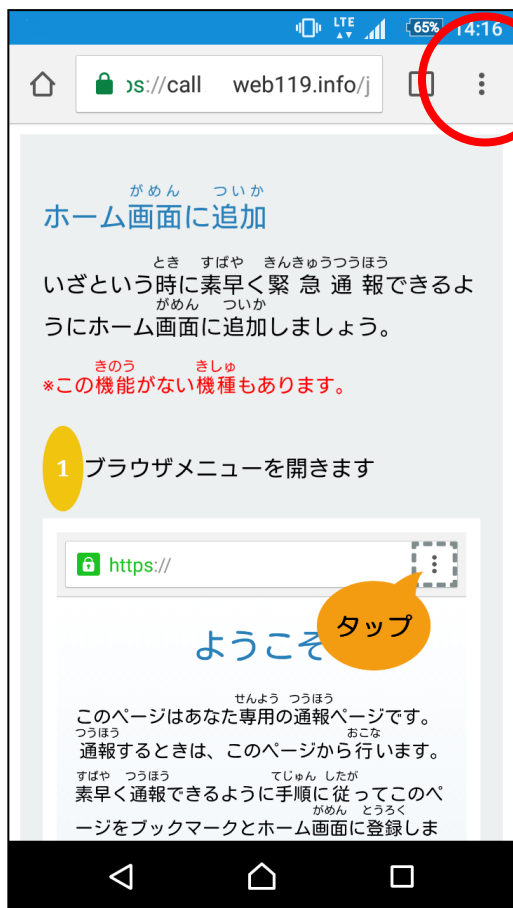 LTE 65% 14:16
ps://call web119.info/j
がめん ついか
ホーム画面に追加
とき すばや きんきゅうつうほう
いざという時に素早く緊急通報できるよ
がめん ついか
うにホーム画面に追加しましょう。
きのう きしゅ
※この機能がない機種もあります。
1 ブラウザメニューを開きます
https://
タップ
ようこそ
せんよう つうほう
このページはあなた専用の通報ページです。
つうほう おこな
通報するときは、このページから行います。
すばや つうほう てじゅん したが
素早く通報できるように手順に従ってこのペ
がめん とうろく
ージをブックマークとホーム画面に登録しま